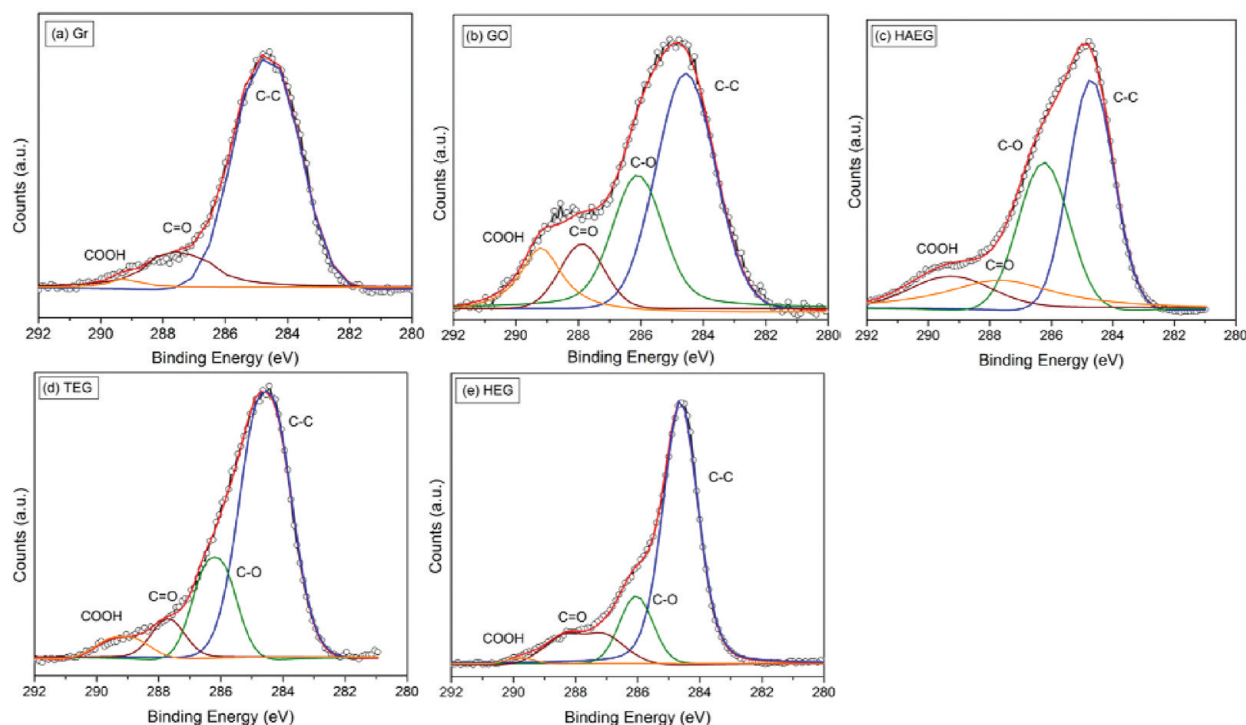 (a) Gr
C-C
C=O
COOH
Counts (a.u.)
292 290 288 286 284 282 280
Binding Energy (eV)
(b) GO
C-C
C-O
C=O
COOH
Counts (a.u.)
292 290 288 286 284 282 280
Binding Energy (eV)
(c) HAEG
C-C
C-O
COOH
C=O
Counts (a.u.)
292 290 288 286 284 282 280
Binding Energy (eV)
(d) TEG
C-C
C-O
C=O
COOH
Counts (a.u.)
292 290 288 286 284 282 280
Binding Energy (eV)
(e) HEG
C-C
C-O
C=O
COOH
Counts (a.u.)
292 290 288 286 284 282 280
Binding Energy (eV)